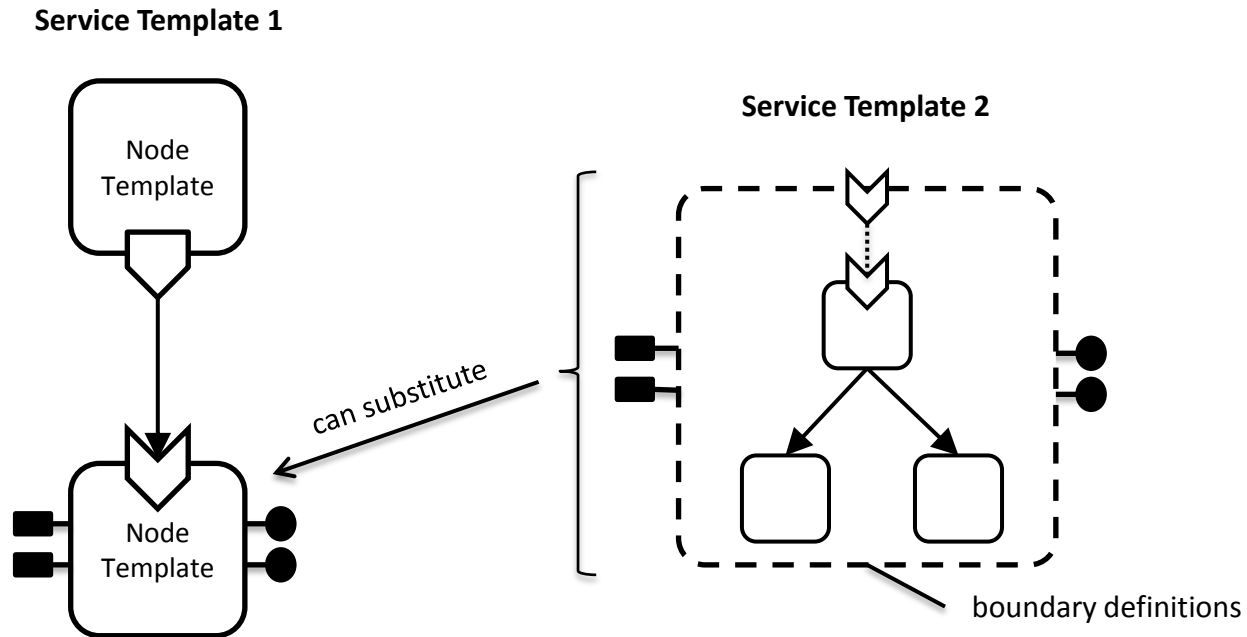 Service Template 1
Node
Template
Service Template 2
can substitute
Node
Template
boundary definitions